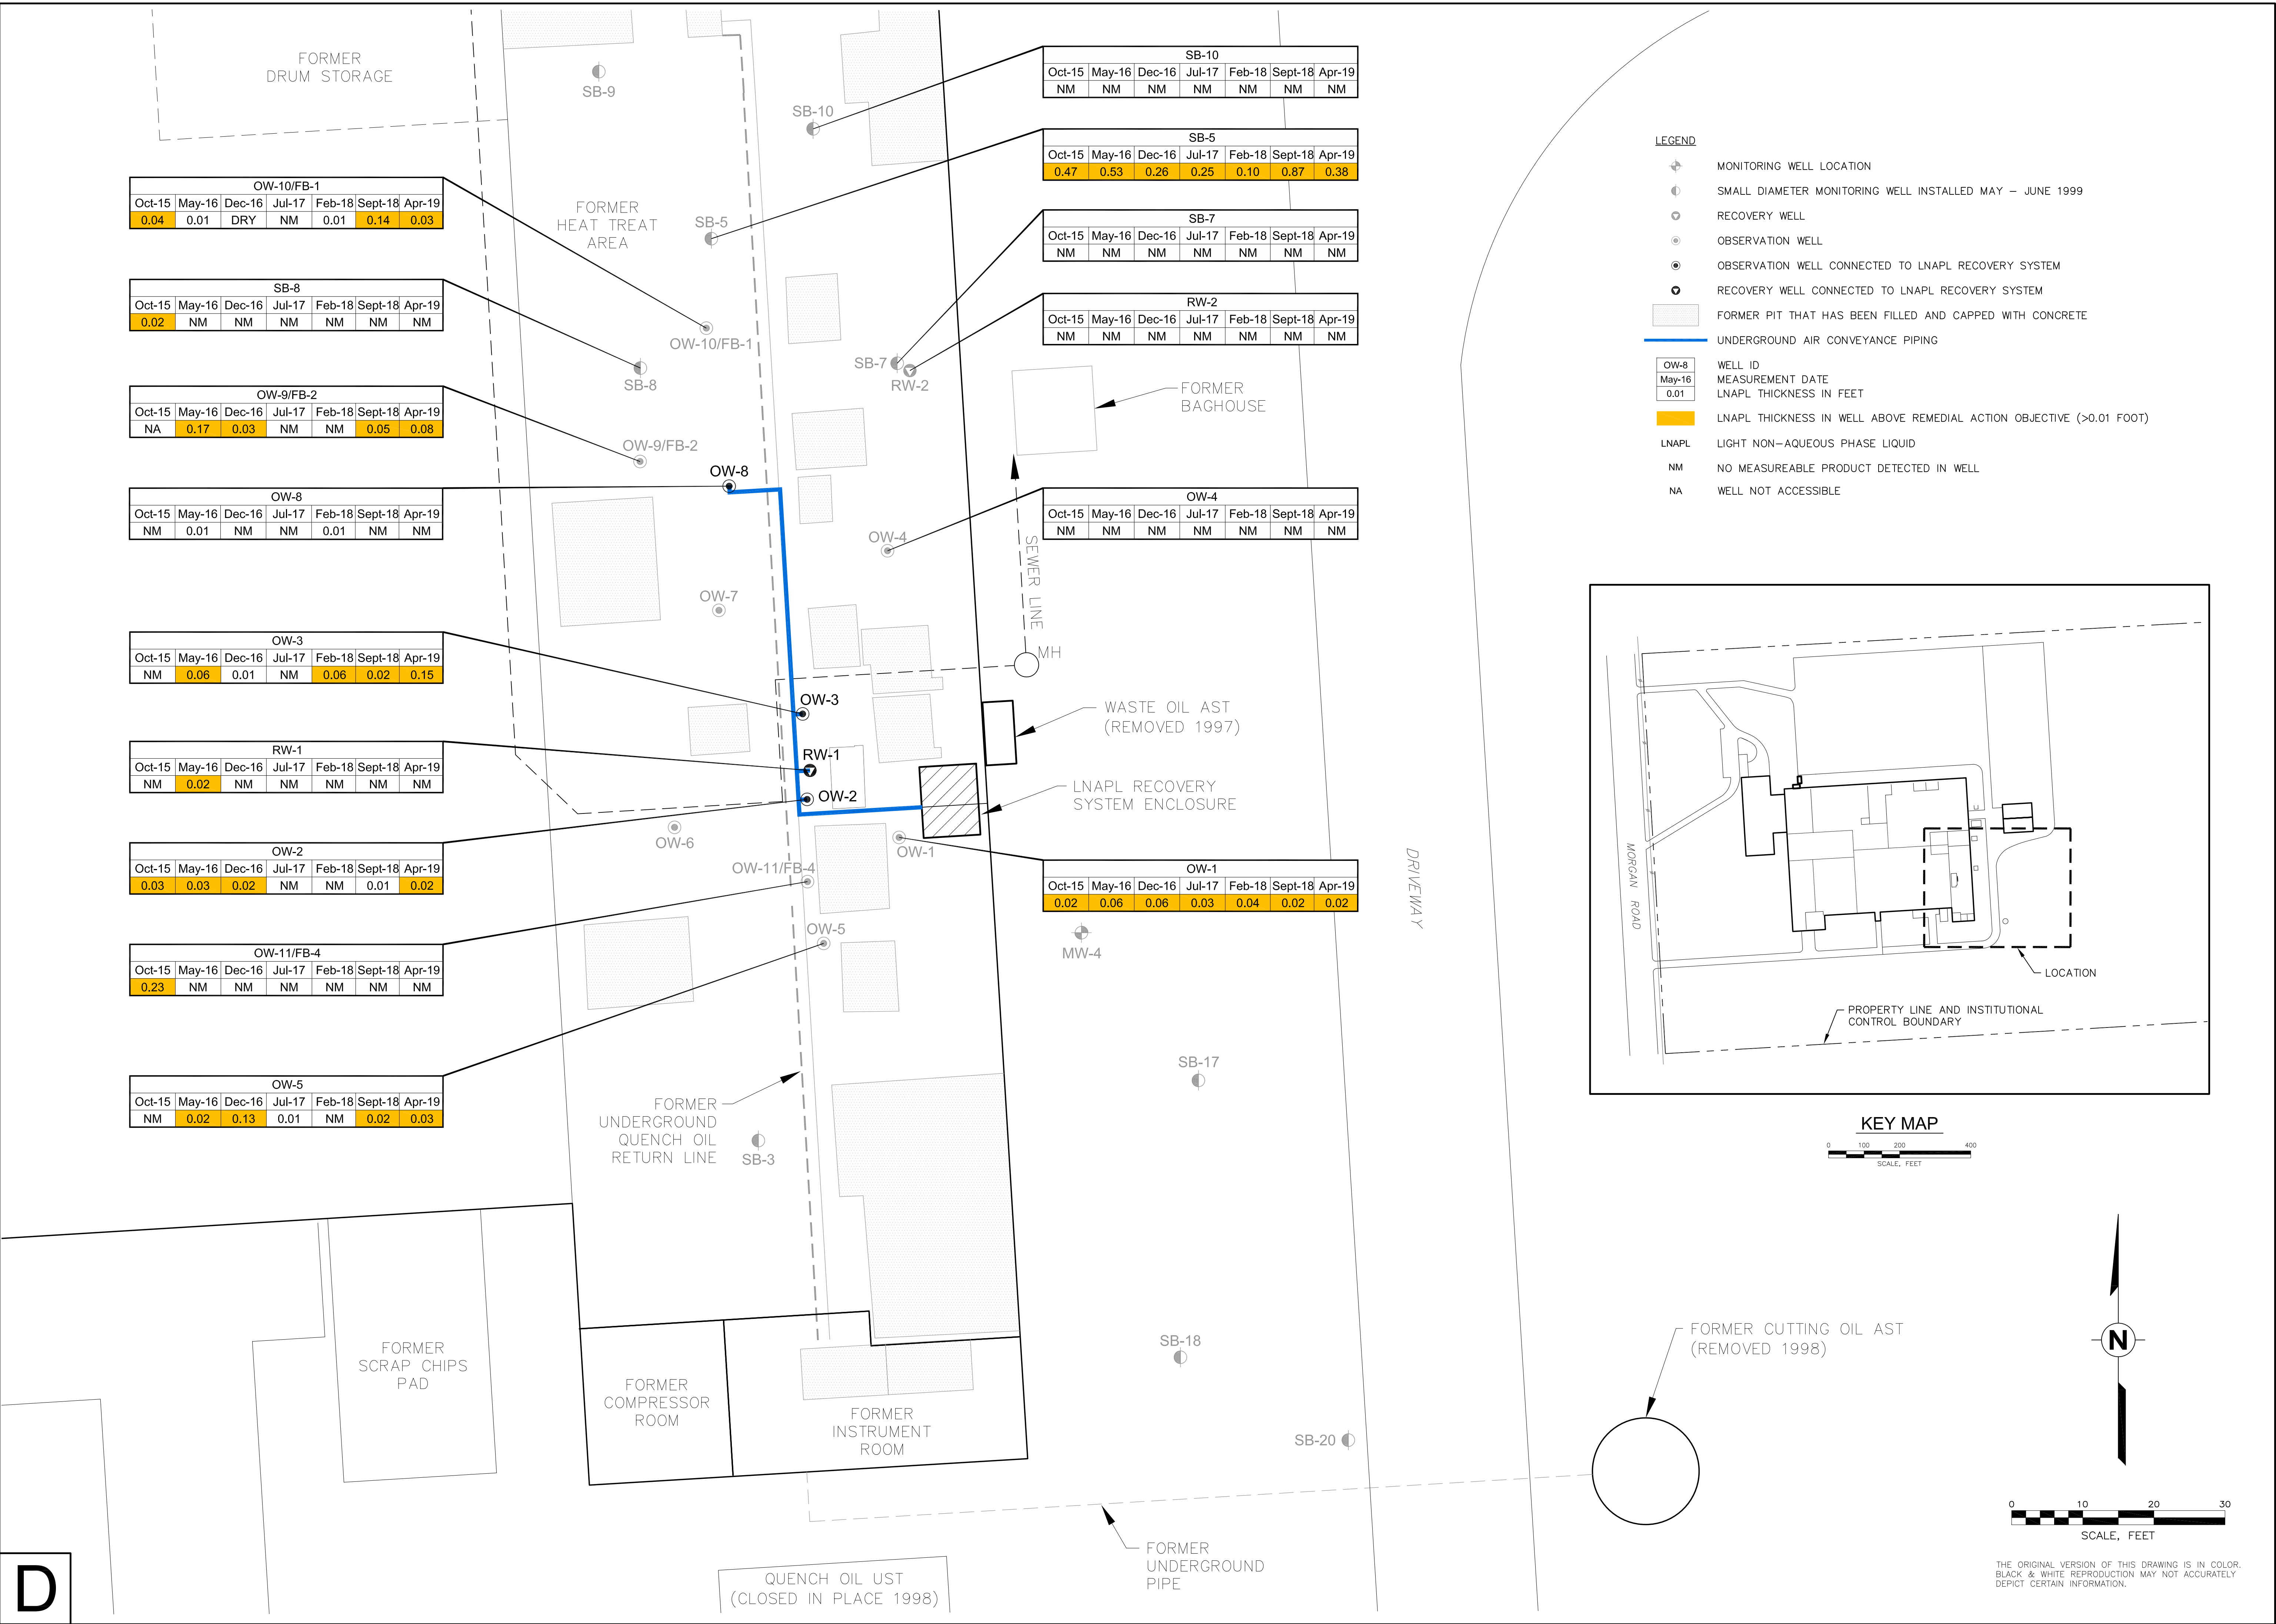 FORMER
DRUM STORAGE
SB-9
SB-10
SB-10
Oct-15 May-16 Dec-16 Jul-17 Feb-18 Sept-18 Apr-19
NM NM NM NM NM NM NM
SB-5
Oct-15 May-16 Dec-16 Jul-17 Feb-18 Sept-18 Apr-19
0.47 0.53 0.26 0.25 0.10 0.87 0.38
SB-7
Oct-15 May-16 Dec-16 Jul-17 Feb-18 Sept-18 Apr-19
NM NM NM NM NM NM NM
RW-2
Oct-15 May-16 Dec-16 Jul-17 Feb-18 Sept-18 Apr-19
NM NM NM NM NM NM NM
OW-4
Oct-15 May-16 Dec-16 Jul-17 Feb-18 Sept-18 Apr-19
NM NM NM NM NM NM NM
OW-1
Oct-15 May-16 Dec-16 Jul-17 Feb-18 Sept-18 Apr-19
0.02 0.06 0.06 0.03 0.04 0.02 0.02
OW-10/FB-1
Oct-15 May-16 Dec-16 Jul-17 Feb-18 Sept-18 Apr-19
0.04 0.01 DRY NM 0.01 0.14 0.03
SB-8
Oct-15 May-16 Dec-16 Jul-17 Feb-18 Sept-18 Apr-19
0.02 NM NM NM NM NM NM
OW-9/FB-2
Oct-15 May-16 Dec-16 Jul-17 Feb-18 Sept-18 Apr-19
NA 0.17 0.03 NM NM 0.05 0.08
OW-8
Oct-15 May-16 Dec-16 Jul-17 Feb-18 Sept-18 Apr-19
NM 0.01 NM NM 0.01 NM NM
OW-3
Oct-15 May-16 Dec-16 Jul-17 Feb-18 Sept-18 Apr-19
NM 0.06 0.01 NM 0.06 0.02 0.15
RW-1
Oct-15 May-16 Dec-16 Jul-17 Feb-18 Sept-18 Apr-19
NM 0.02 NM NM NM NM NM
OW-2
Oct-15 May-16 Dec-16 Jul-17 Feb-18 Sept-18 Apr-19
0.03 0.03 0.02 NM NM 0.01 0.02
OW-11/FB-4
Oct-15 May-16 Dec-16 Jul-17 Feb-18 Sept-18 Apr-19
0.23 NM NM NM NM NM NM
OW-5
Oct-15 May-16 Dec-16 Jul-17 Feb-18 Sept-18 Apr-19
NM 0.02 0.13 0.01 NM 0.02 0.03
FORMER
HEAT TREAT
AREA
SB-5
OW-10/FB-1
SB-8
SB-7
RW-2
FORMER
BAGHOUSE
OW-9/FB-2
OW-8
OW-4
SEWER LINE
OW-7
MH
OW-3
WASTE OIL AST
(REMOVED 1997)
RW-1
LNAPL RECOVERY
SYSTEM ENCLOSURE
OW-2
OW-6
OW-1
OW-11/FB-4
OW-5
MW-4
DRIVEWAY
SB-17
FORMER
UNDERGROUND
QUENCH OIL
RETURN LINE
SB-3
SB-18
FORMER
SCRAP CHIPS
PAD
FORMER
COMPRESSOR
ROOM
FORMER
INSTRUMENT
ROOM
SB-20
FORMER CUTTING OIL AST
(REMOVED 1998)
FORMER
UNDERGROUND
PIPE
QUENCH OIL UST
(CLOSED IN PLACE 1998)
D
LEGEND
MONITORING WELL LOCATION
SMALL DIAMETER MONITORING WELL INSTALLED MAY – JUNE 1999
RECOVERY WELL
OBSERVATION WELL
OBSERVATION WELL CONNECTED TO LNAPL RECOVERY SYSTEM
RECOVERY WELL CONNECTED TO LNAPL RECOVERY SYSTEM
FORMER PIT THAT HAS BEEN FILLED AND CAPPED WITH CONCRETE
UNDERGROUND AIR CONVEYANCE PIPING
OW-8 WELL ID
May-16 MEASUREMENT DATE
0.01 LNAPL THICKNESS IN FEET
LNAPL THICKNESS IN WELL ABOVE REMEDIAL ACTION OBJECTIVE (>0.01 FOOT)
LNAPL LIGHT NON–AQUEOUS PHASE LIQUID
NM NO MEASUREABLE PRODUCT DETECTED IN WELL
NA WELL NOT ACCESSIBLE
MORGAN ROAD
LOCATION
PROPERTY LINE AND INSTITUTIONAL
CONTROL BOUNDARY
KEY MAP
0 100 200 400
SCALE, FEET
N
0 10 20 30
SCALE, FEET
THE ORIGINAL VERSION OF THIS DRAWING IS IN COLOR.
BLACK & WHITE REPRODUCTION MAY NOT ACCURATELY
DEPICT CERTAIN INFORMATION.